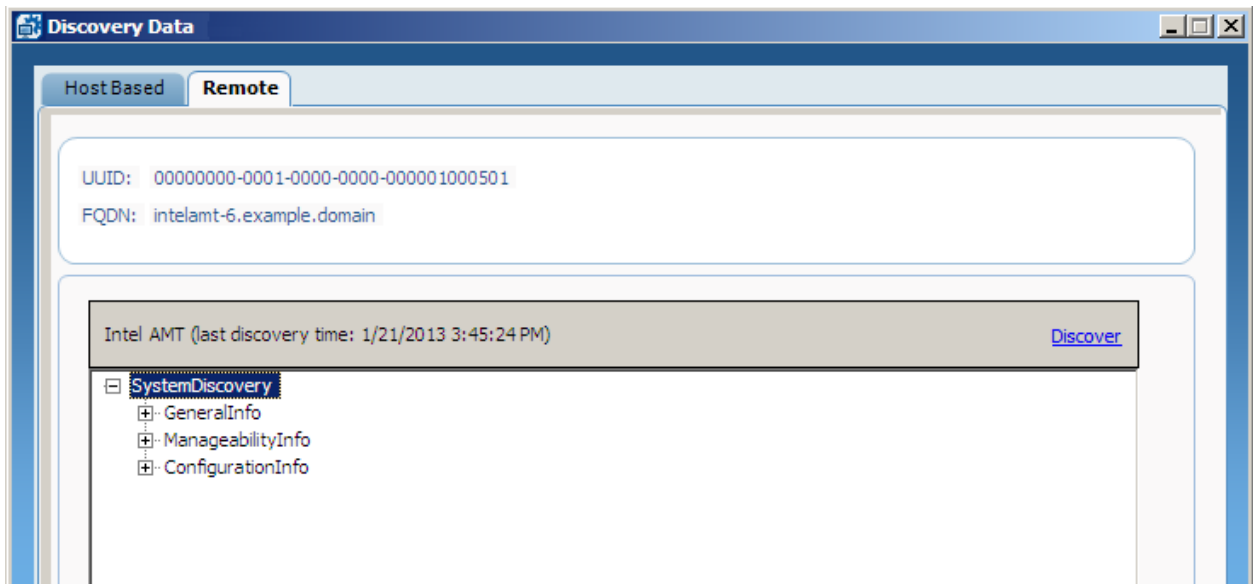 Discovery Data
Host Based Remote
UUID: 00000000-0001-0000-0000-000001000501
FQDN: intelamt-6.example.domain
Intel AMT (last discovery time: 1/21/2013 3:45:24 PM) Discover
SystemDiscovery
GeneralInfo
ManageabilityInfo
ConfigurationInfo